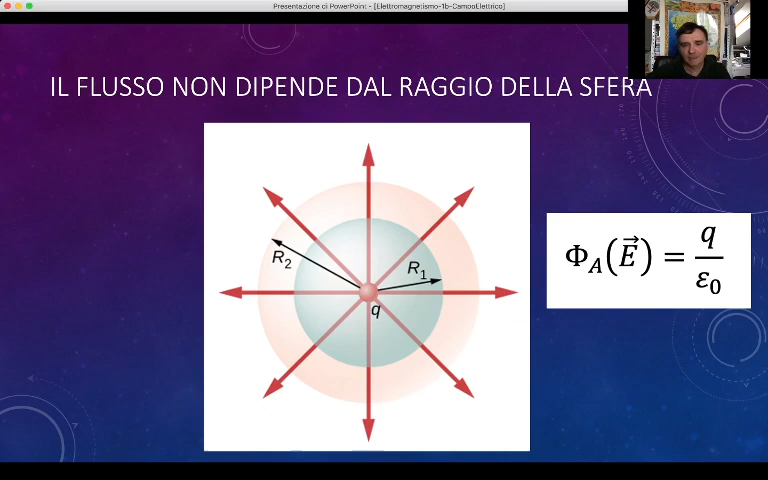 Presentazione di PowerPoint - [Elettromagnetismo-1b-CampoElettrico]
IL FLUSSO NON DIPENDE DAL RAGGIO DELLA SFERA
R₂
R₁
q
Φ_A(E⃗) = q/ε₀